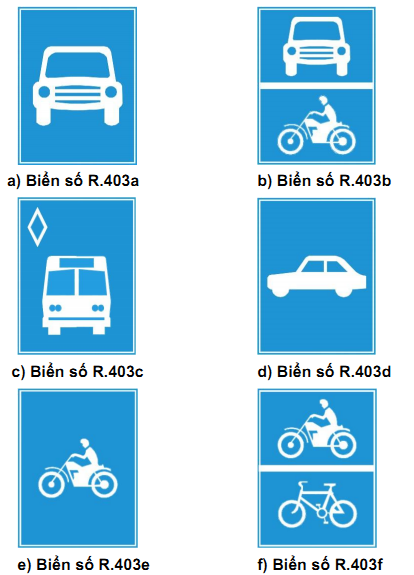 a) Biển số R.403a
b) Biển số R.403b
c) Biển số R.403c
d) Biển số R.403d
e) Biển số R.403e
f) Biển số R.403f